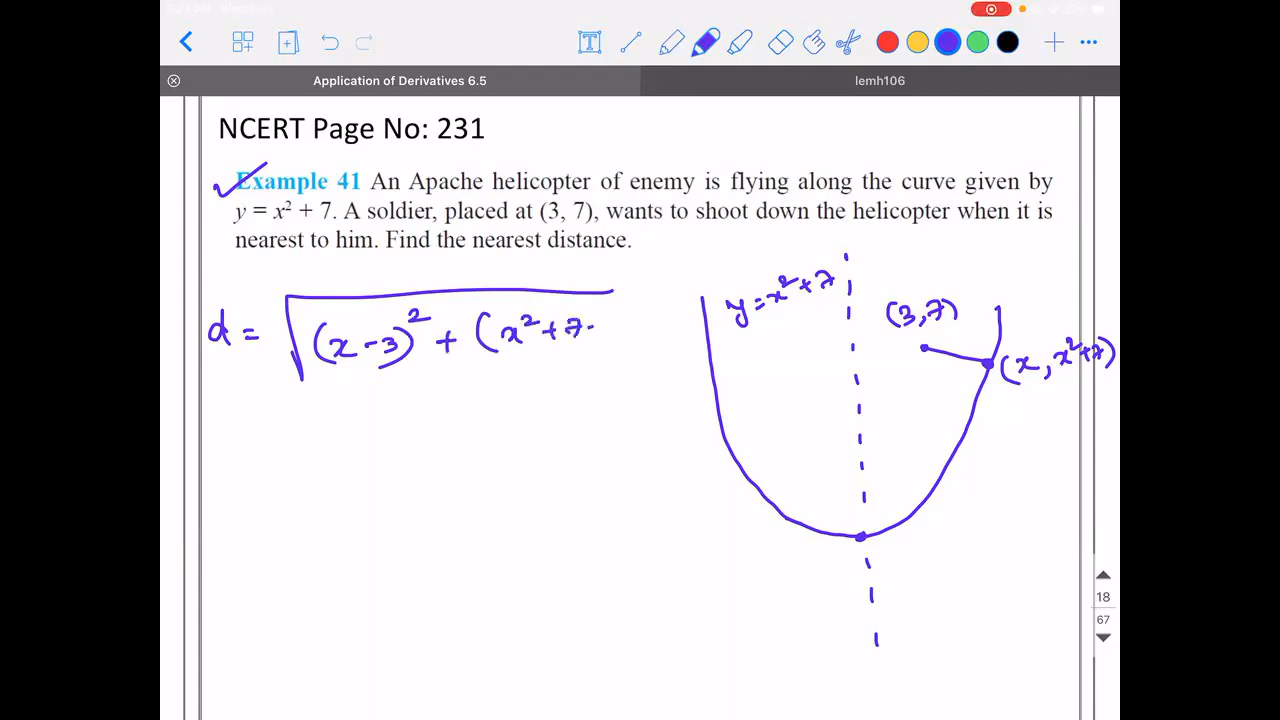 Application of Derivatives 6.5
lemh106
NCERT Page No: 231
Example 41 An Apache helicopter of enemy is flying along the curve given by
y = x² + 7. A soldier, placed at (3, 7), wants to shoot down the helicopter when it is
nearest to him. Find the nearest distance.
d = √(x-3)² + (x²+7-
y=x²+7
(3,7)
(x, x²+7)
18
67